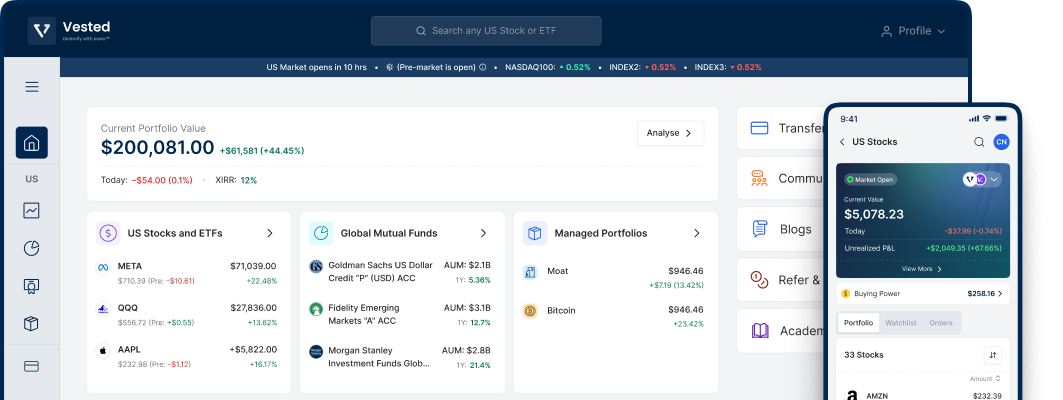 Vested
Diversify with ease.™
Search any US Stock or ETF
Profile
US Market opens in 10 hrs • (Pre-market is open) • NASDAQ100: 0.52% • INDEX2: 0.52% • INDEX3: 0.52%
US
Current Portfolio Value
$200,081.00 +$61,581 (+44.45%)
Analyse
Today: −$54.00 (0.1%) • XIRR: 12%
US Stocks and ETFs
META $71,039.00
$710.39 (Pre: −$10.61) +22.48%
QQQ $27,836.00
$556.72 (Pre: +$0.55) +13.62%
AAPL +$5,822.00
$232.98 (Pre: −$1.12) +16.17%
Global Mutual Funds
Goldman Sachs US Dollar AUM: $2.1B
Credit "P" (USD) ACC 1Y: 5.36%
Fidelity Emerging AUM: $3.1B
Markets "A" ACC 1Y: 12.7%
Morgan Stanley AUM: $2.8B
Investment Funds Glob... 1Y: 21.4%
Managed Portfolios
Moat $946.46
+$7.19 (13.42%)
Bitcoin $946.46
+23.42%
Transfe
Commu
Blogs
Refer &
Academ
9:41
US Stocks
CN
Market Open
Current Value
$5,078.23
Today -$37.99 (-0.74%)
Unrealized P&L +$2,049.35 (+67.66%)
View More
Buying Power $258.16
Portfolio Watchlist Orders
33 Stocks
Amount
AMZN $232.39